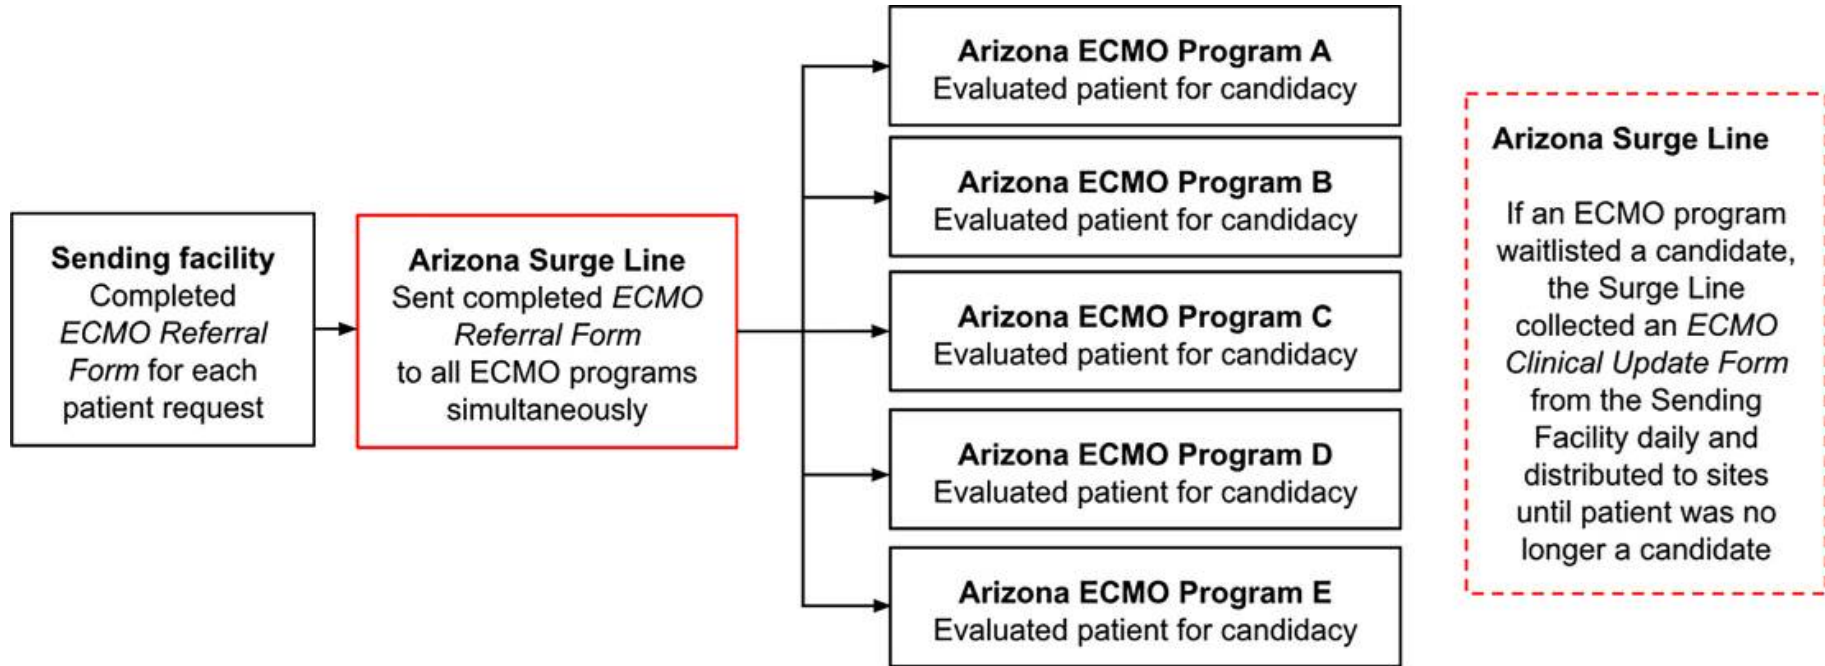 Sending facility
Completed
ECMO Referral
Form for each
patient request
Arizona Surge Line
Sent completed ECMO
Referral Form
to all ECMO programs
simultaneously
Arizona ECMO Program A
Evaluated patient for candidacy
Arizona ECMO Program B
Evaluated patient for candidacy
Arizona ECMO Program C
Evaluated patient for candidacy
Arizona ECMO Program D
Evaluated patient for candidacy
Arizona ECMO Program E
Evaluated patient for candidacy
Arizona Surge Line
If an ECMO program
waitlisted a candidate,
the Surge Line
collected an ECMO
Clinical Update Form
from the Sending
Facility daily and
distributed to sites
until patient was no
longer a candidate